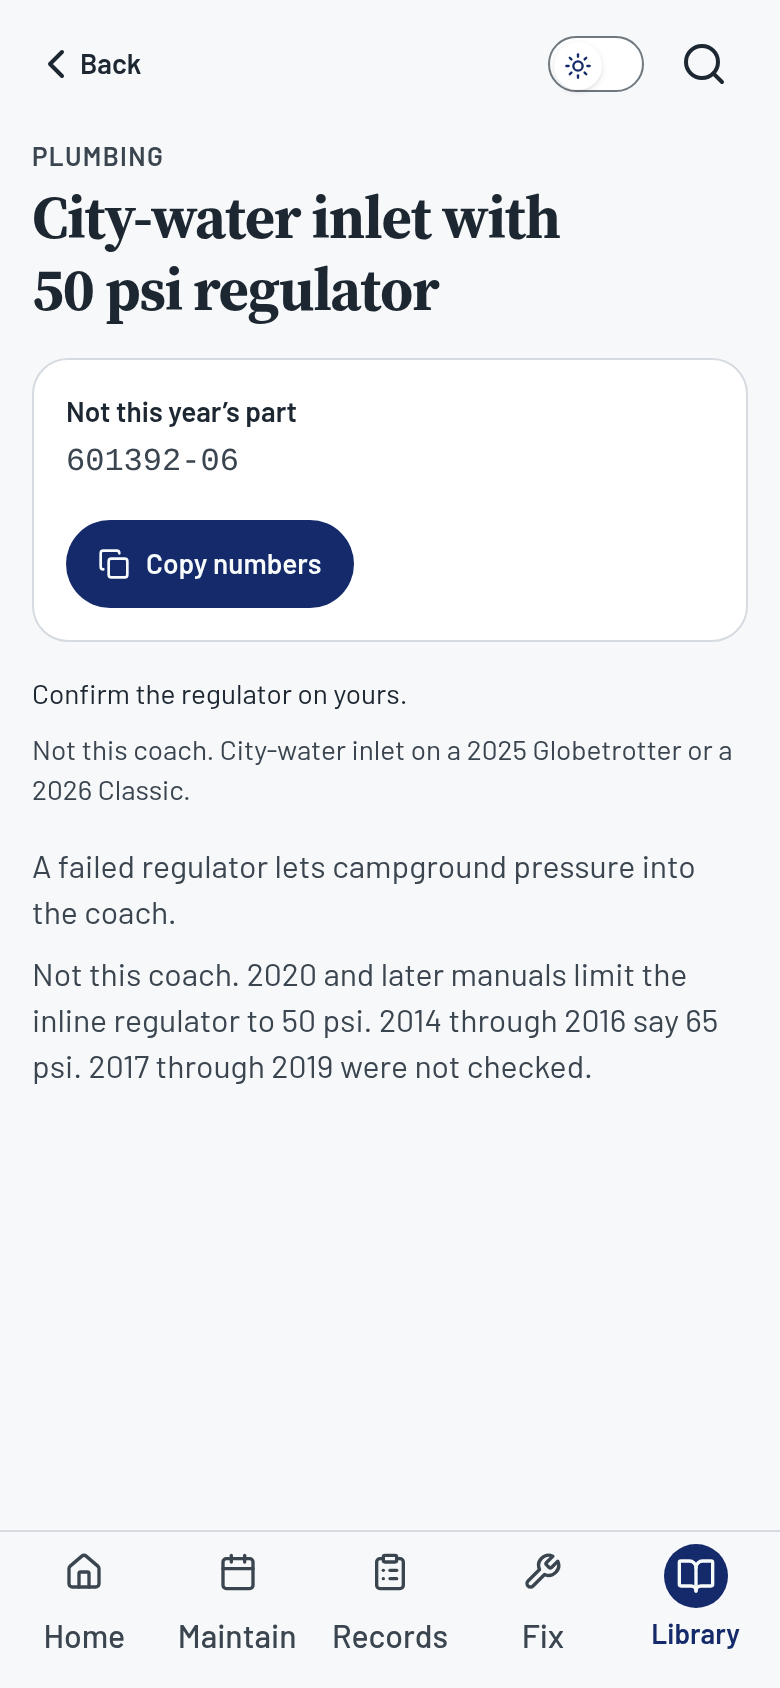 Back
PLUMBING
City-water inlet with
50 psi regulator
Not this year’s part
601392-06
Copy numbers
Confirm the regulator on yours.
Not this coach. City-water inlet on a 2025 Globetrotter or a
2026 Classic.
A failed regulator lets campground pressure into
the coach.
Not this coach. 2020 and later manuals limit the
inline regulator to 50 psi. 2014 through 2016 say 65
psi. 2017 through 2019 were not checked.
Home
Maintain
Records
Fix
Library